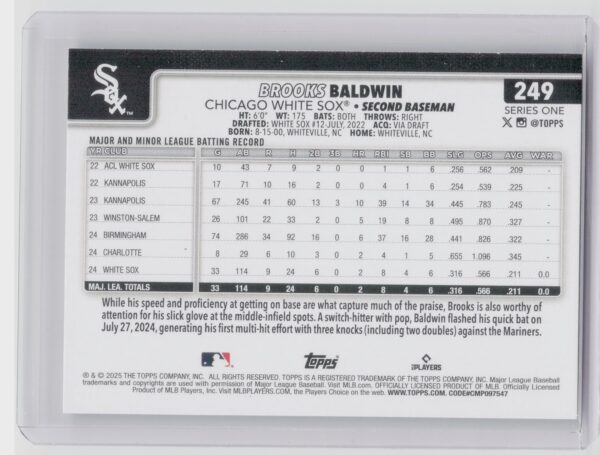 Sox
249
BROOKS BALDWIN
CHICAGO WHITE SOX® • SECOND BASEMAN
SERIES ONE
HT: 6'0" WT: 175 BATS: BOTH THROWS: RIGHT
@TOPPS
DRAFTED: WHITE SOX #12-JULY, 2022 ACQ: VIA DRAFT
BORN: 8-15-00, WHITEVILLE, NC HOME: WHITEVILLE, NC
MAJOR AND MINOR LEAGUE BATTING RECORD
YR CLUB G AB R H 2B 3B HR RBI SB BB SLG OPS AVG WAR
22 ACL WHITE SOX 10 43 7 9 2 0 0 1 1 6 .256 .562 .209 -
22 KANNAPOLIS 17 71 10 16 2 0 0 4 1 6 .254 .539 .225 -
23 KANNAPOLIS 67 245 41 60 13 3 10 39 14 34 .445 .783 .245 -
23 WINSTON-SALEM 26 101 22 33 2 0 5 19 8 8 .495 .870 .327 -
24 BIRMINGHAM 74 286 34 92 16 0 6 37 16 28 .441 .826 .322 -
24 CHARLOTTE 8 29 6 10 3 0 2 4 1 5 .655 1.096 .345 -
24 WHITE SOX 33 114 9 24 6 0 2 8 4 6 .316 .566 .211 0.0
MAJ. LEA. TOTALS 33 114 9 24 6 0 2 8 4 6 .316 .566 .211 0.0
While his speed and proficiency at getting on base are what capture much of the praise, Brooks is also worthy of
attention for his slick glove at the middle-infield spots. A switch-hitter with pop, Baldwin flashed his quick bat on
July 27, 2024, generating his first multi-hit effort with three knocks (including two doubles) against the Mariners.
Topps
iPLAYERS
® & © 2025 THE TOPPS COMPANY, INC. ALL RIGHTS RESERVED. TOPPS IS A REGISTERED TRADEMARK OF THE TOPPS COMPANY, INC. Major League Baseball
trademarks and copyrights are used with permission of Major League Baseball. Visit MLB.com. OFFICIALLY LICENSED PRODUCT OF MLB. Officially Licensed
Product of MLB Players, Inc. Visit MLBPLAYERS.COM, the Players Choice on the web. WWW.TOPPS.COM. CODE#CMP097547